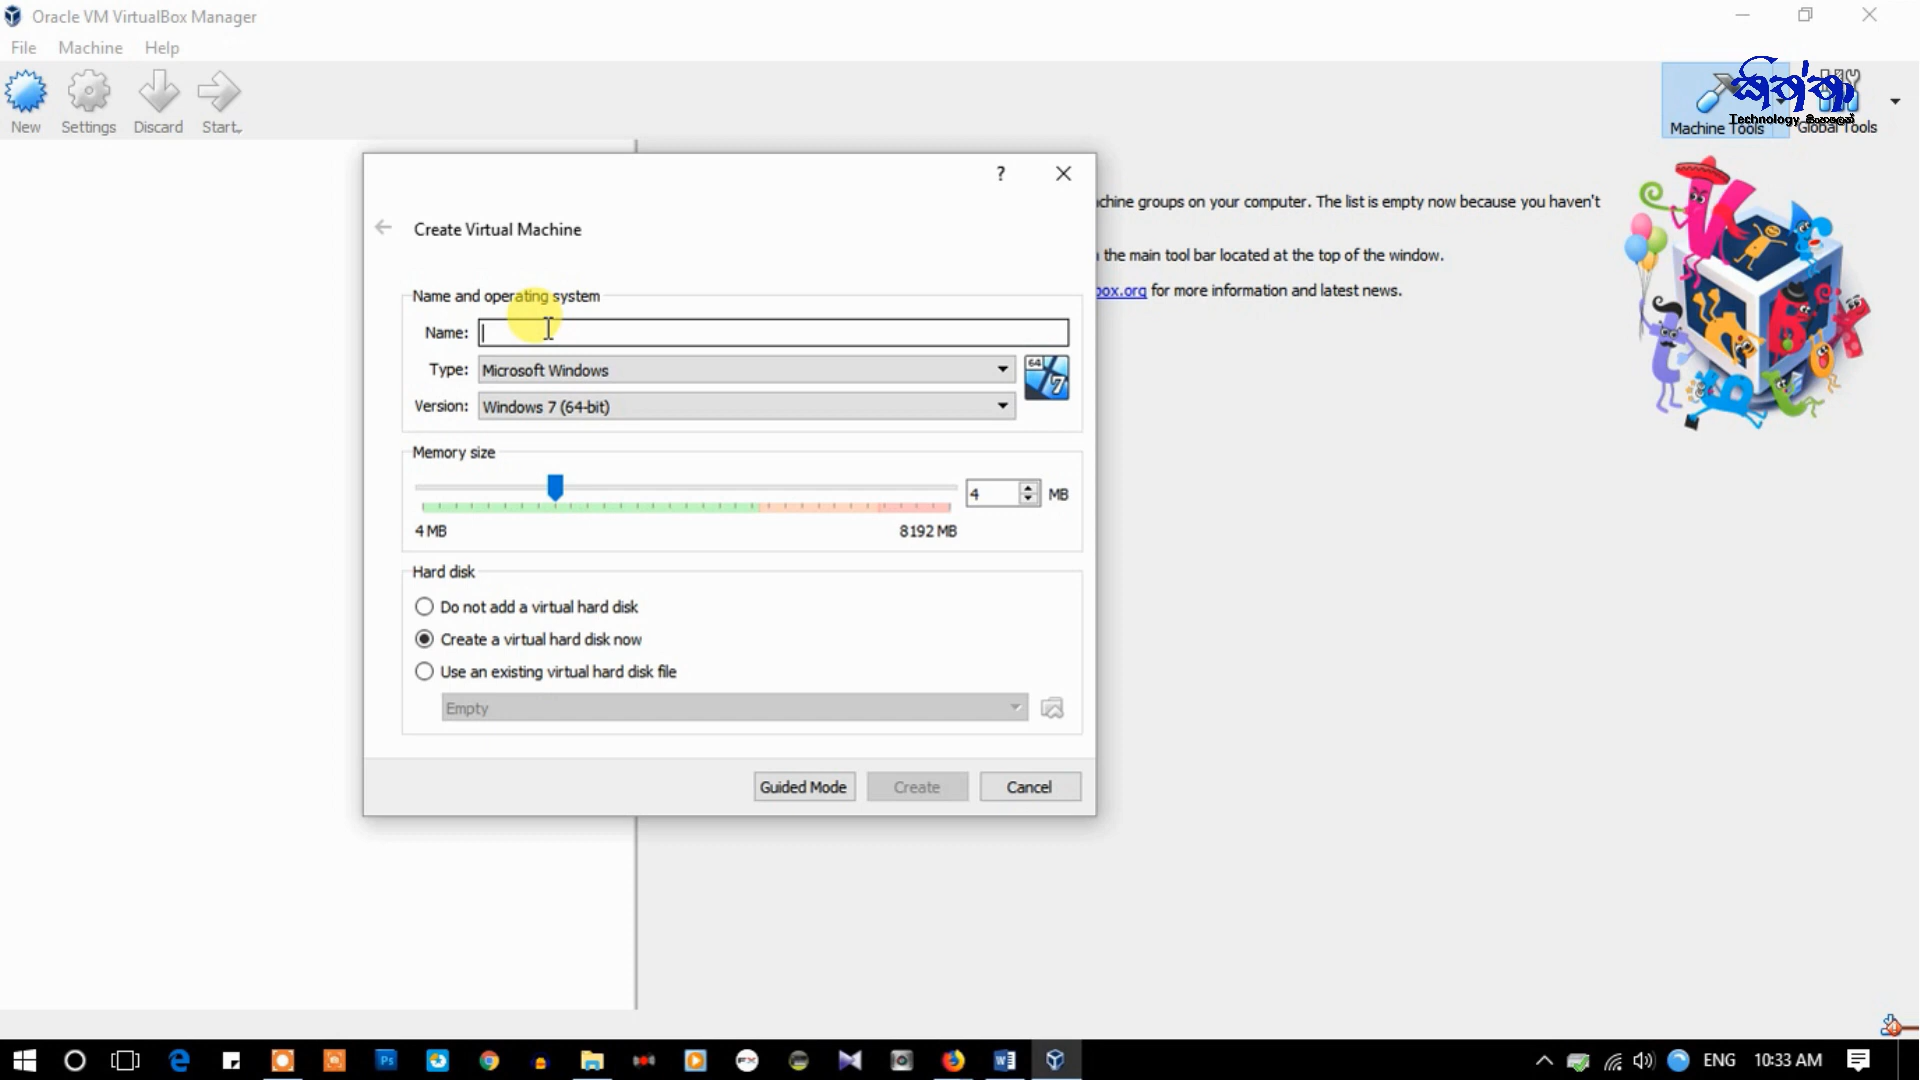 Oracle VM VirtualBox Manager
File Machine Help
New Settings Discard Start
Machine Tools Global Tools
කිත්තා
Technology
?
Create Virtual Machine
chine groups on your computer. The list is empty now because you haven't
the main tool bar located at the top of the window.
box.org for more information and latest news.
Name and operating system
Name:
Type: Microsoft Windows
64
7
Version: Windows 7 (64-bit)
Memory size
4 MB
4 MB 8192 MB
Hard disk
Do not add a virtual hard disk
Create a virtual hard disk now
Use an existing virtual hard disk file
Empty
Guided Mode Create Cancel
ENG 10:33 AM